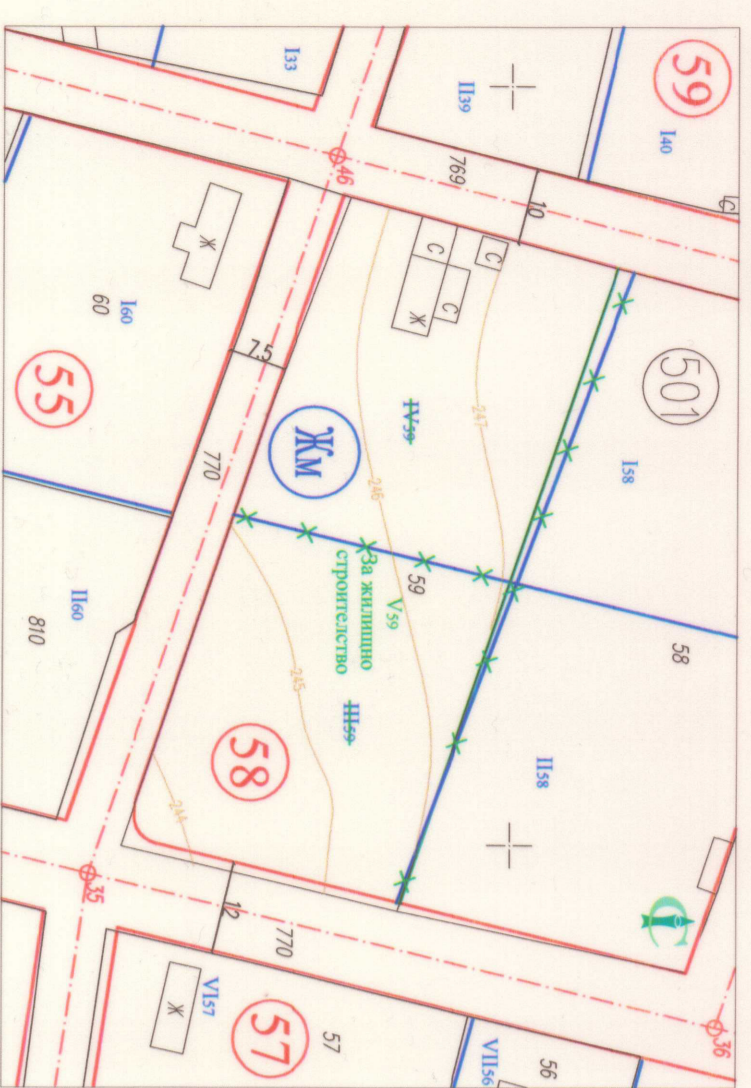 59
I40
II39
I33
C
769
10
46
501
I58
C
C
C
Ж
IV59
247
246
Жм
7.5
770
Ж
I60
60
55
58
59
V59
За жилищно
строителство
III59
II58
245
58
244
II60
810
35
12
770
36
VI57
Ж
57
57
VII56
56
C